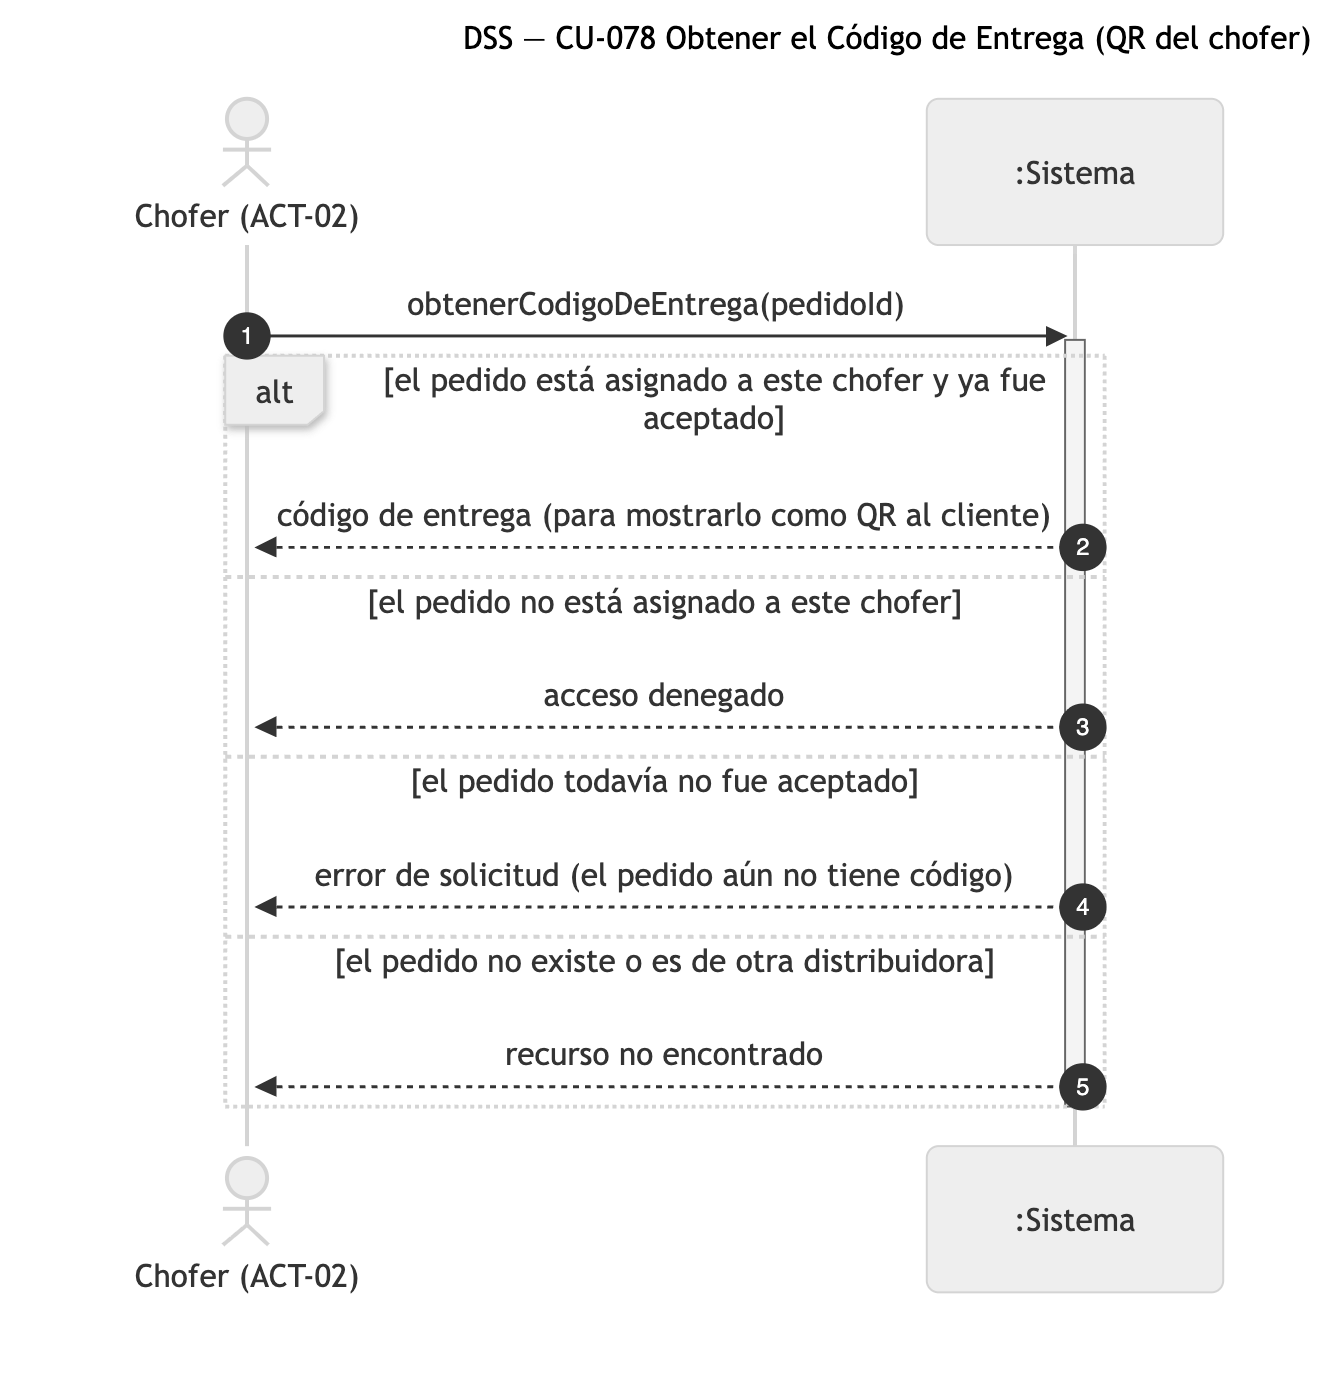 DSS — CU-078 Obtener el Código de Entrega (QR del chofer)
Chofer (ACT-02)
:Sistema
obtenerCodigoDeEntrega(pedidoId)
1
alt
[el pedido está asignado a este chofer y ya fue
aceptado]
código de entrega (para mostrarlo como QR al cliente)
2
[el pedido no está asignado a este chofer]
acceso denegado
3
[el pedido todavía no fue aceptado]
error de solicitud (el pedido aún no tiene código)
4
[el pedido no existe o es de otra distribuidora]
recurso no encontrado
5
Chofer (ACT-02)
:Sistema